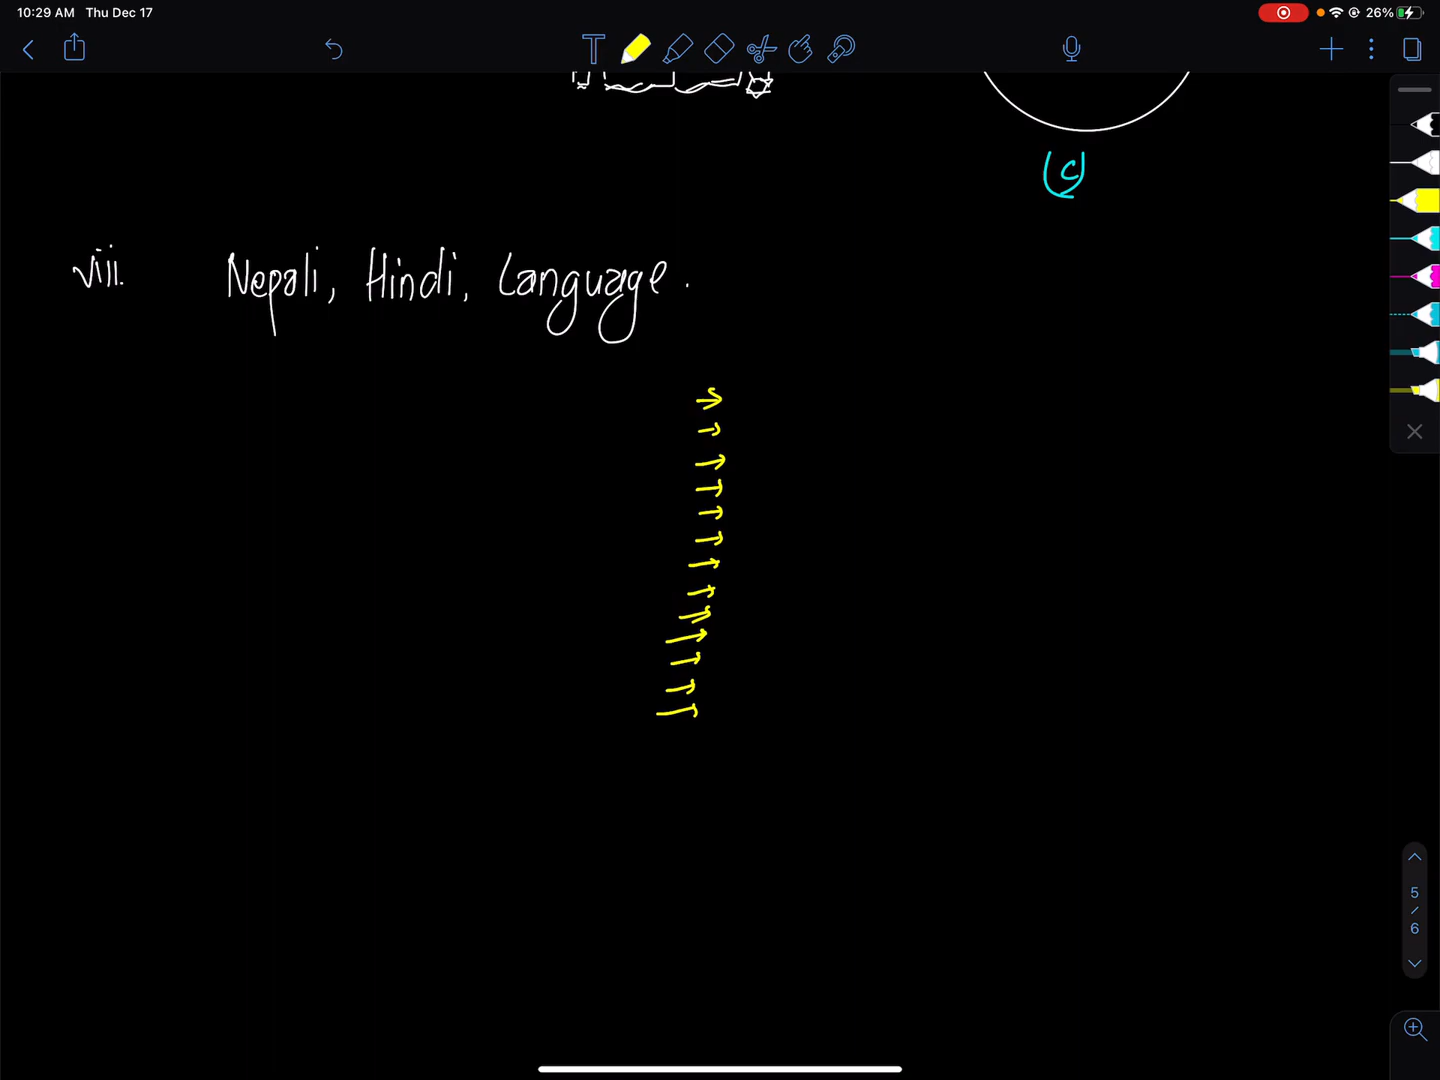 10:29 AM Thu Dec 17
26%
T
(c)
viii. Nepali, Hindi, Language.
5
/
6